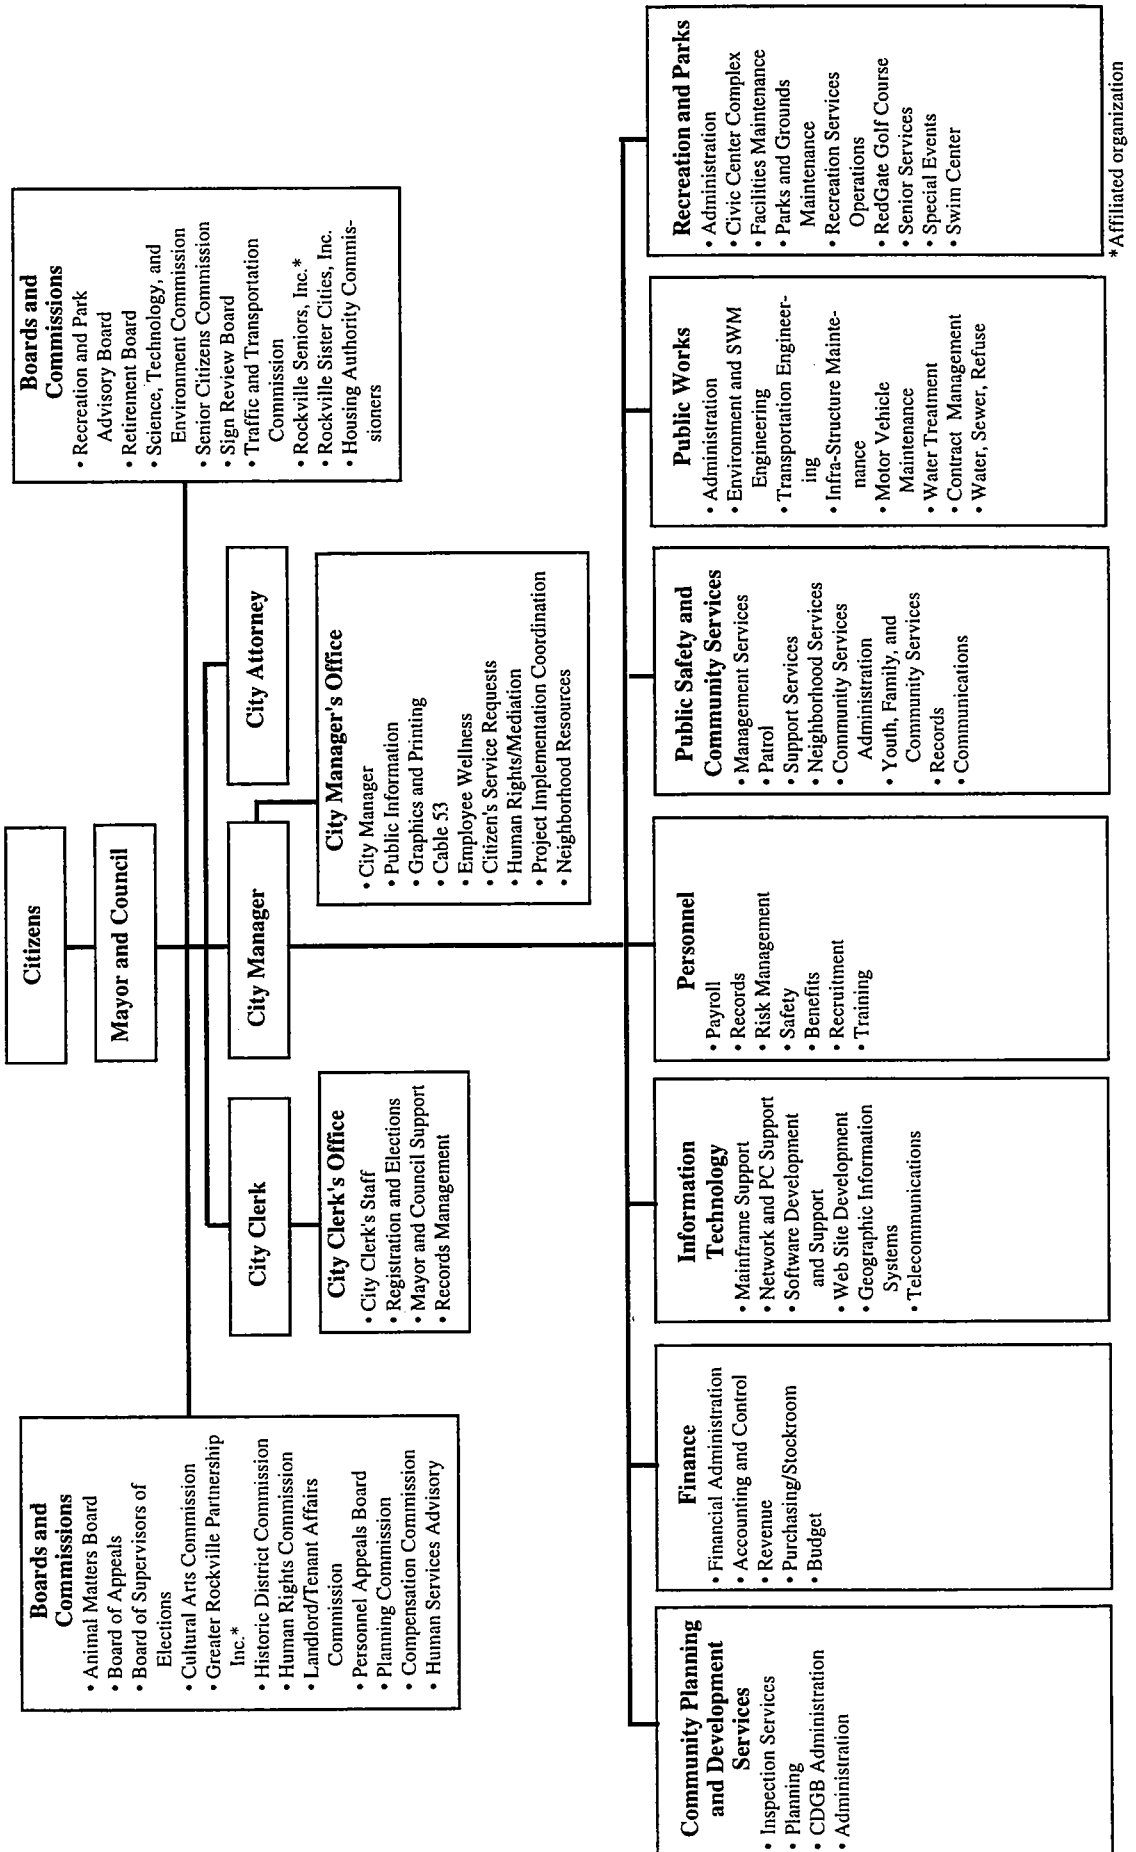 Citizens
Mayor and Council
Boards and
Commissions
• Animal Matters Board
• Board of Appeals
• Board of Supervisors of
Elections
• Cultural Arts Commission
• Greater Rockville Partnership
Inc.*
• Historic District Commission
• Human Rights Commission
• Landlord/Tenant Affairs
Commission
• Personnel Appeals Board
• Planning Commission
• Compensation Commission
• Human Services Advisory
Boards and
Commissions
• Recreation and Park
Advisory Board
• Retirement Board
• Science, Technology, and
Environment Commission
• Senior Citizens Commission
• Sign Review Board
• Traffic and Transportation
Commission
• Rockville Seniors, Inc.*
• Rockville Sister Cities, Inc.
• Housing Authority Commis-
sioners
City Clerk
City Manager
City Attorney
City Clerk's Office
• City Clerk's Staff
• Registration and Elections
• Mayor and Council Support
• Records Management
City Manager's Office
• City Manager
• Public Information
• Graphics and Printing
• Cable 53
• Employee Wellness
• Citizen's Service Requests
• Human Rights/Mediation
• Project Implementation Coordination
• Neighborhood Resources
Community Planning
and Development
Services
• Inspection Services
• Planning
• CDGB Administration
• Administration
Finance
• Financial Administration
• Accounting and Control
• Revenue
• Purchasing/Stockroom
• Budget
Information
Technology
• Mainframe Support
• Network and PC Support
• Software Development
and Support
• Web Site Development
• Geographic Information
Systems
• Telecommunications
Personnel
• Payroll
• Records
• Risk Management
• Safety
• Benefits
• Recruitment
• Training
Public Safety and
Community Services
• Management Services
• Patrol
• Support Services
• Neighborhood Services
• Community Services
Administration
• Youth, Family, and
Community Services
• Records
• Communications
Public Works
• Administration
• Environment and SWM
Engineering
• Transportation Engineer-
ing
• Infra-Structure Mainte-
nance
• Motor Vehicle
Maintenance
• Water Treatment
• Contract Management
• Water, Sewer, Refuse
Recreation and Parks
• Administration
• Civic Center Complex
• Facilities Maintenance
• Parks and Grounds
Maintenance
• Recreation Services
Operations
• RedGate Golf Course
• Senior Services
• Special Events
• Swim Center
*Affiliated organization